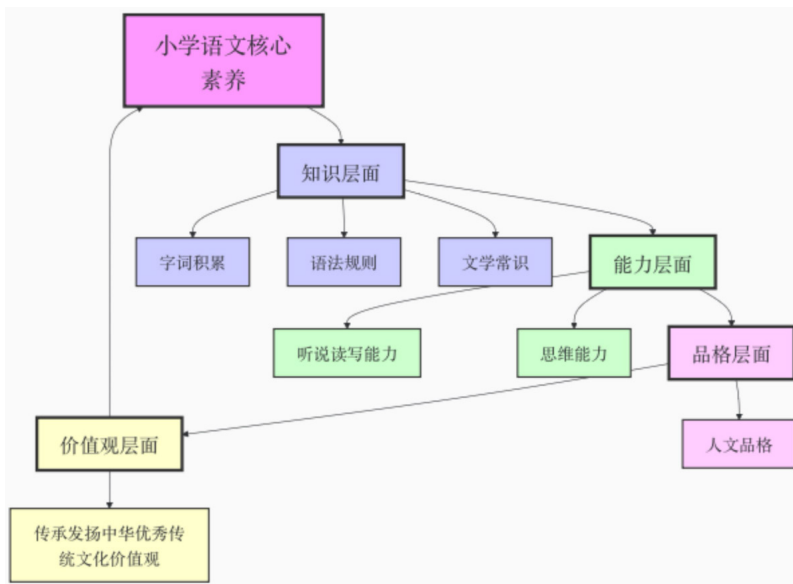 小学语文核心
素养
知识层面
字词积累
语法规则
文学常识
能力层面
听说读写能力
思维能力
品格层面
价值观层面
人文品格
传承发扬中华优秀传
统文化价值观